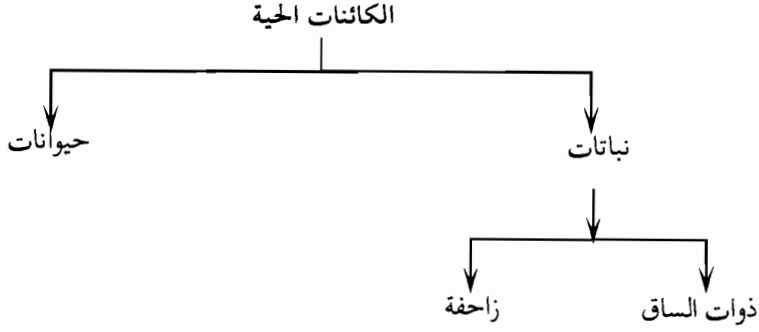 الكائنات الحية
نباتات
حيوانات
ذوات الساق
زاحفة